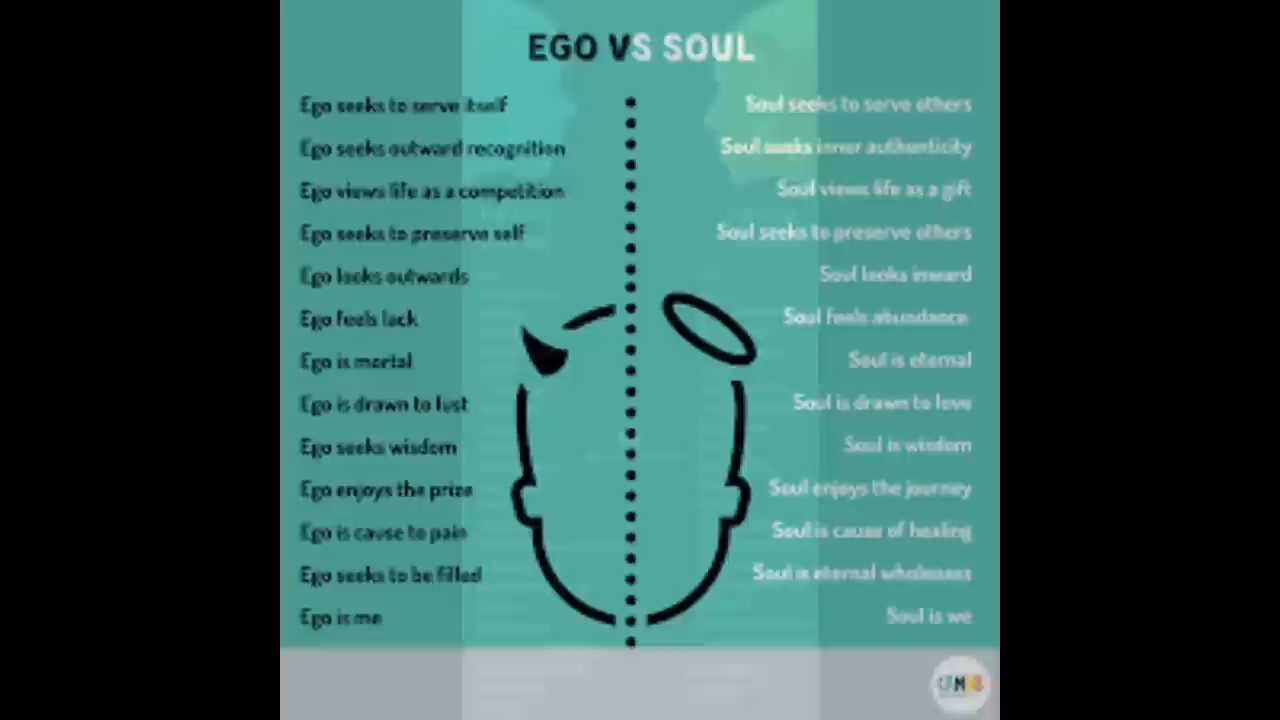 EGO VS SOUL
Ego seeks to serve itself
Soul seeks to serve others
Ego seeks outward recognition
Soul seeks inner authenticity
Ego views life as a competition
Soul views life as a gift
Ego seeks to preserve self
Soul seeks to preserve others
Ego looks outwards
Soul looks inward
Ego feels lack
Soul feels abundance
Ego is mortal
Soul is eternal
Ego is drawn to lust
Soul is drawn to love
Ego seeks wisdom
Soul is wisdom
Ego enjoys the prize
Soul enjoys the journey
Ego is cause to pain
Soul is cause of healing
Ego seeks to be filled
Soul is eternal wholeness
Ego is me
Soul is we